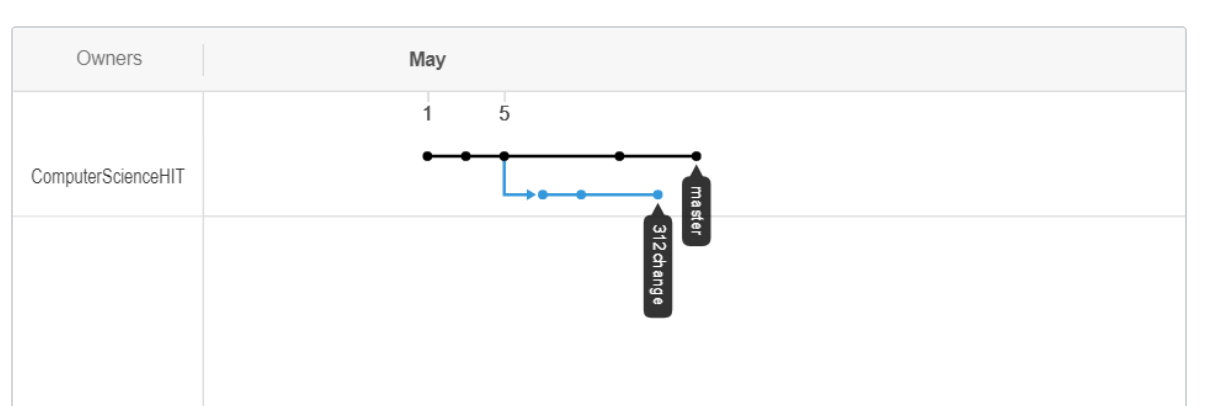 Owners
May
1
5
ComputerScienceHIT
master
312change